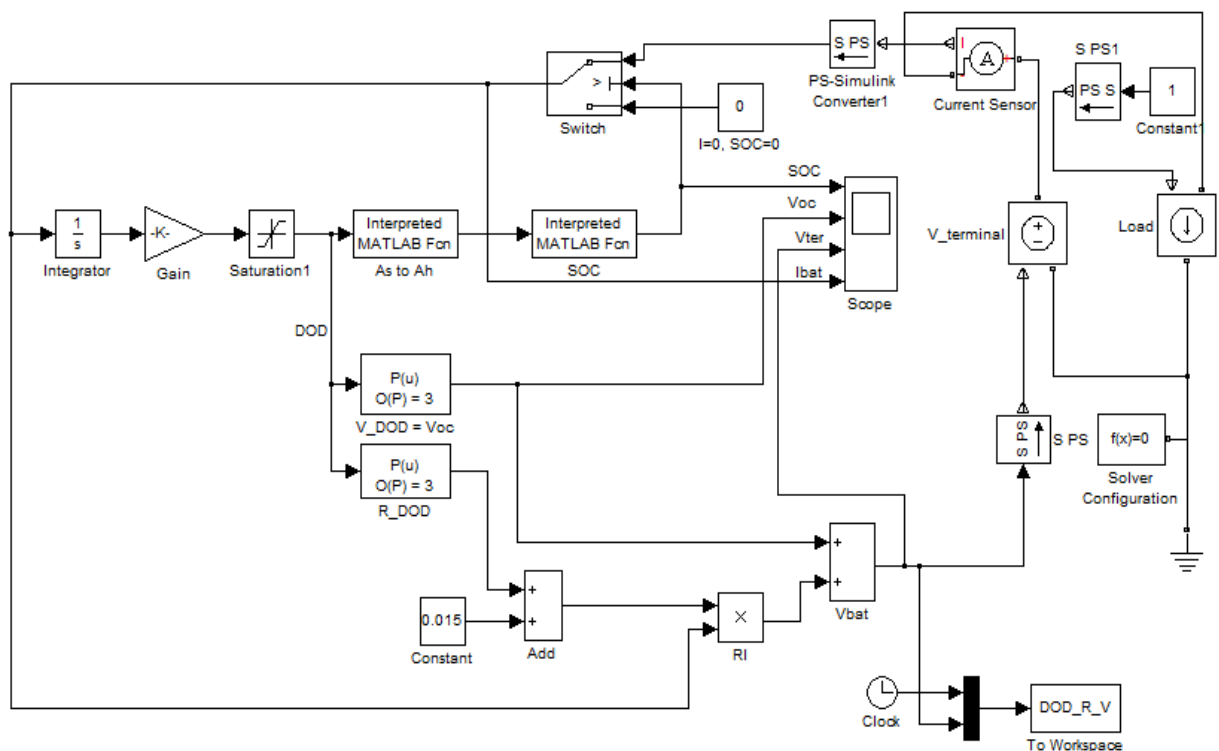 S PS
PS-Simulink
Converter1
I
A
+
-
Current Sensor
S PS1
PS S
1
Constant1
>
Switch
0
I=0, SOC=0
SOC
Voc
Vter
Ibat
Scope
V_terminal
+
-
Load
1
s
Integrator
-K-
Gain
Saturation1
Interpreted
MATLAB Fcn
As to Ah
Interpreted
MATLAB Fcn
SOC
DOD
P(u)
O(P) = 3
V_DOD = Voc
P(u)
O(P) = 3
R_DOD
S PS
S PS
f(x)=0
Solver
Configuration
0.015
Constant
+
+
Add
×
RI
+
+
Vbat
Clock
DOD_R_V
To Workspace